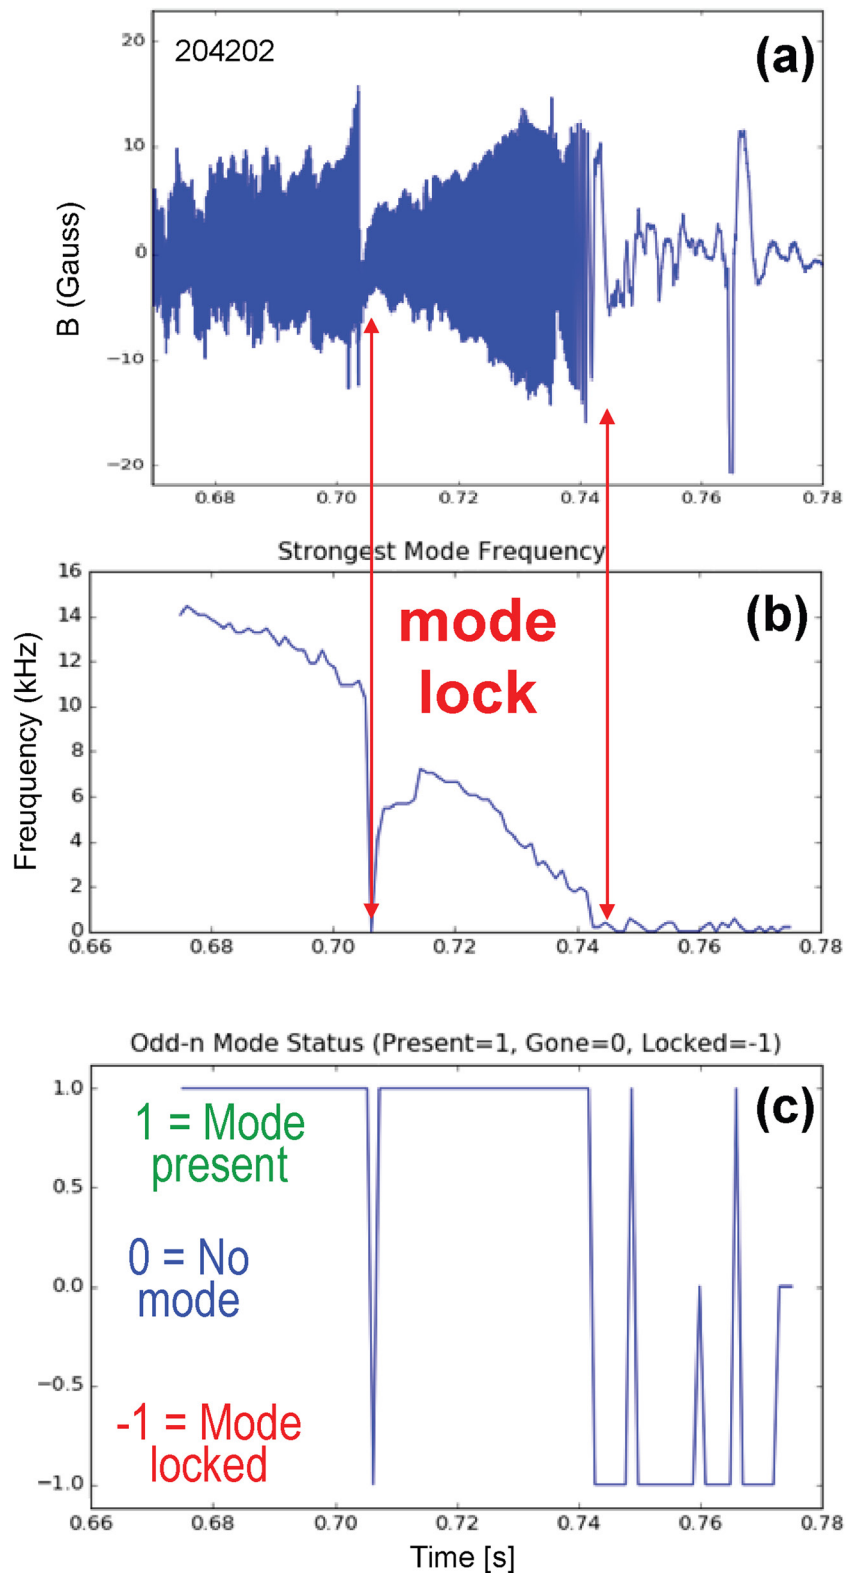 204202
(a)
B (Gauss)
20
10
0
−10
−20
0.68 0.70 0.72 0.74 0.76 0.78
Strongest Mode Frequency
(b)
mode
lock
Freuquency (kHz)
16
14
12
10
8
6
4
2
0
0.66 0.68 0.70 0.72 0.74 0.76 0.78
Odd-n Mode Status (Present=1, Gone=0, Locked=-1)
(c)
1.0
0.5
0.0
−0.5
−1.0
1 = Mode
present
0 = No
mode
-1 = Mode
locked
0.66 0.68 0.70 0.72 0.74 0.76 0.78
Time [s]